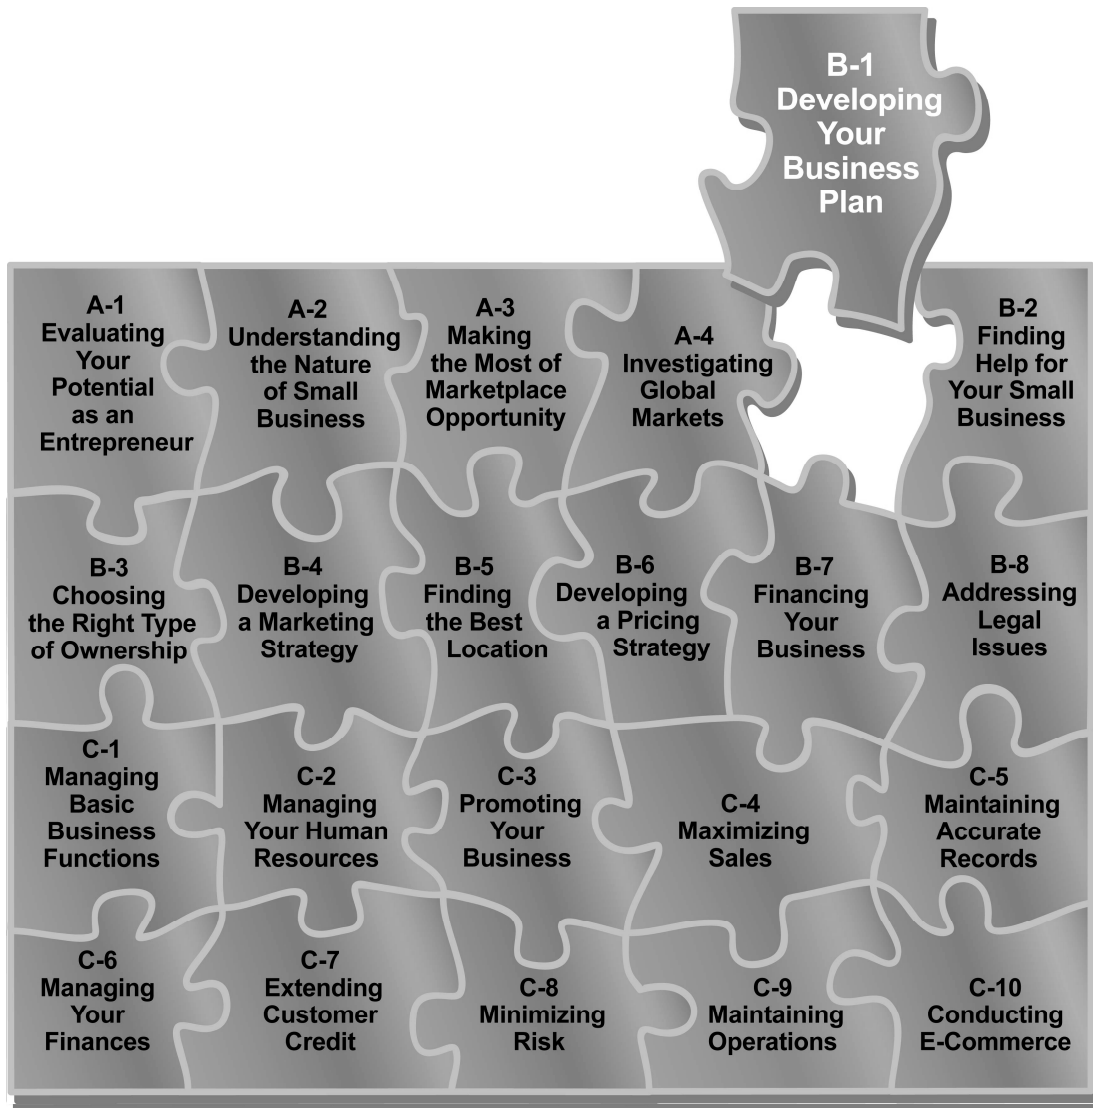 B-1
Developing
Your
Business
Plan
A-1
Evaluating
Your
Potential
as an
Entrepreneur
A-2
Understanding
the Nature
of Small
Business
A-3
Making
the Most of
Marketplace
Opportunity
A-4
Investigating
Global
Markets
B-2
Finding
Help for
Your Small
Business
B-3
Choosing
the Right Type
of Ownership
B-4
Developing
a Marketing
Strategy
B-5
Finding
the Best
Location
B-6
Developing
a Pricing
Strategy
B-7
Financing
Your
Business
B-8
Addressing
Legal
Issues
C-1
Managing
Basic
Business
Functions
C-2
Managing
Your Human
Resources
C-3
Promoting
Your
Business
C-4
Maximizing
Sales
C-5
Maintaining
Accurate
Records
C-6
Managing
Your
Finances
C-7
Extending
Customer
Credit
C-8
Minimizing
Risk
C-9
Maintaining
Operations
C-10
Conducting
E-Commerce